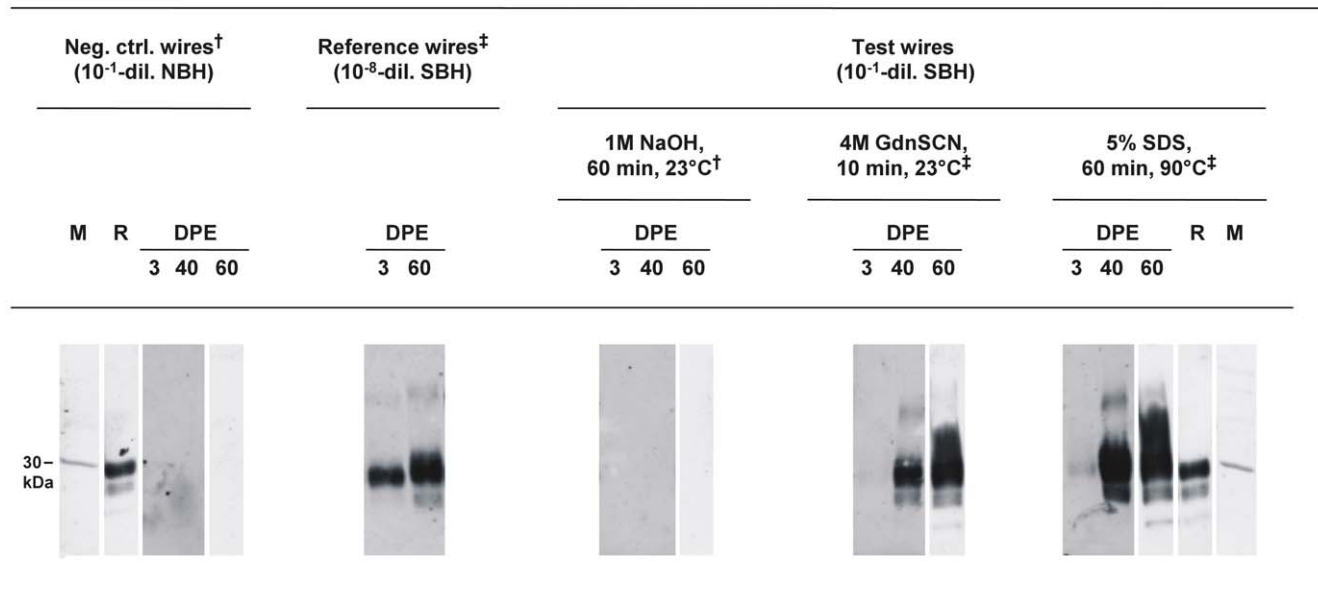 Neg. ctrl. wires†
(10-1-dil. NBH)
Reference wires‡
(10-8-dil. SBH)
Test wires
(10-1-dil. SBH)
1M NaOH,
60 min, 23°C†
4M GdnSCN,
10 min, 23°C‡
5% SDS,
60 min, 90°C‡
M R DPE
3 40 60
DPE
3 60
DPE
3 40 60
DPE
3 40 60
DPE R M
3 40 60
30–
kDa